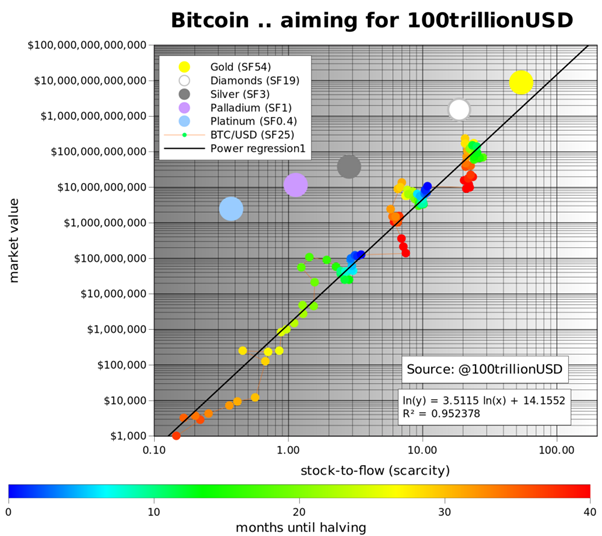 Bitcoin .. aiming for 100trillionUSD
$100,000,000,000,000
$10,000,000,000,000
$1,000,000,000,000
$100,000,000,000
$10,000,000,000
$1,000,000,000
$100,000,000
$10,000,000
$1,000,000
$100,000
$10,000
$1,000
market value
Gold (SF54)
Diamonds (SF19)
Silver (SF3)
Palladium (SF1)
Platinum (SF0.4)
BTC/USD (SF25)
Power regression1
Source: @100trillionUSD
ln(y) = 3.5115 ln(x) + 14.1552
R² = 0.952378
0.10 1.00 10.00 100.00
stock-to-flow (scarcity)
0 10 20 30 40
months until halving